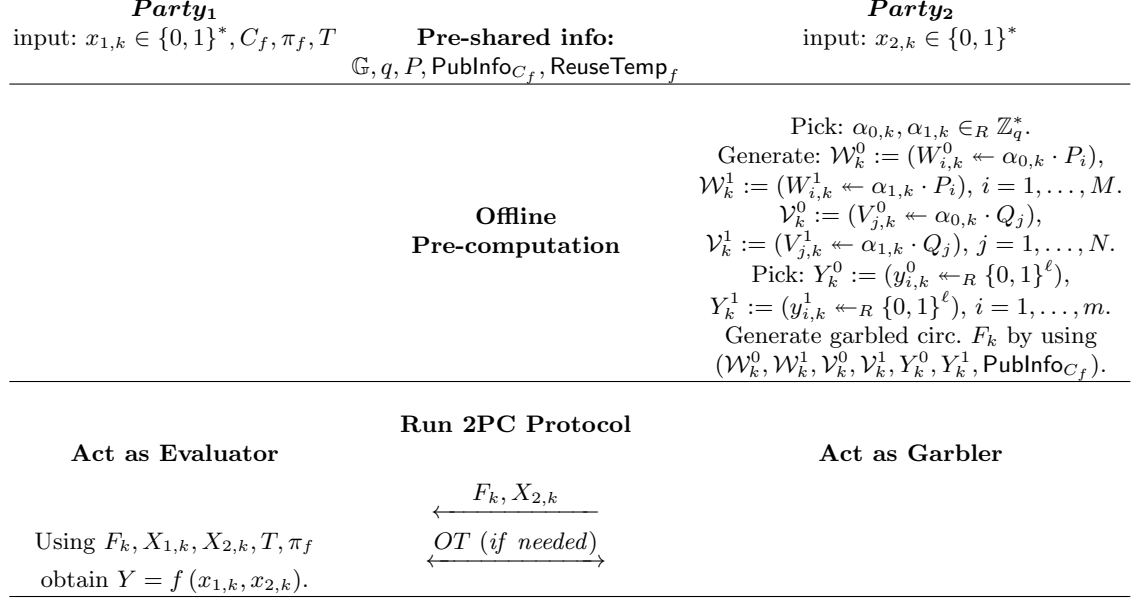 Party₁ Party₂
input: x_{1,k} ∈ {0, 1}*, C_f, π_f, T Pre-shared info: input: x_{2,k} ∈ {0, 1}*
𝔾, q, P, PubInfo_{C_f}, ReuseTemp_f
Pick: α_{0,k}, α_{1,k} ∈_R ℤ_q^*.
Generate: 𝒲_k^0 := (W_{i,k}^0 ↞ α_{0,k} · P_i),
𝒲_k^1 := (W_{i,k}^1 ↞ α_{1,k} · P_i), i = 1, . . . , M.
Offline 𝒱_k^0 := (V_{j,k}^0 ↞ α_{0,k} · Q_j),
Pre-computation 𝒱_k^1 := (V_{j,k}^1 ↞ α_{1,k} · Q_j), j = 1, . . . , N.
Pick: Y_k^0 := (y_{i,k}^0 ↞_R {0, 1}^ℓ),
Y_k^1 := (y_{i,k}^1 ↞_R {0, 1}^ℓ), i = 1, . . . , m.
Generate garbled circ. F_k by using
(𝒲_k^0, 𝒲_k^1, 𝒱_k^0, 𝒱_k^1, Y_k^0, Y_k^1, PubInfo_{C_f}).
Run 2PC Protocol
Act as Evaluator Act as Garbler
F_k, X_{2,k}
Using F_k, X_{1,k}, X_{2,k}, T, π_f OT (if needed)
obtain Y = f (x_{1,k}, x_{2,k}).